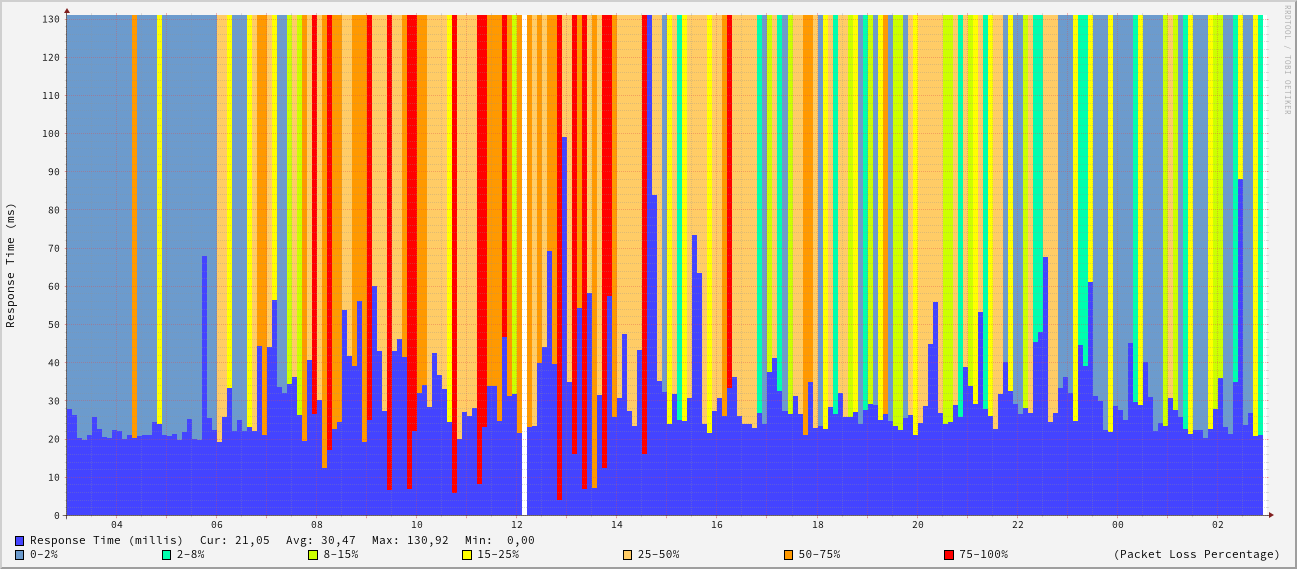 RRDTOOL / TOBI OETIKER
Response Time (ms)
130
120
110
100
90
80
70
60
50
40
30
20
10
0
04 06 08 10 12 14 16 18 20 22 00 02
Response Time (millis) Cur: 21,05 Avg: 30,47 Max: 130,92 Min: 0,00
0-2% 2-8% 8-15% 15-25% 25-50% 50-75% 75-100% (Packet Loss Percentage)